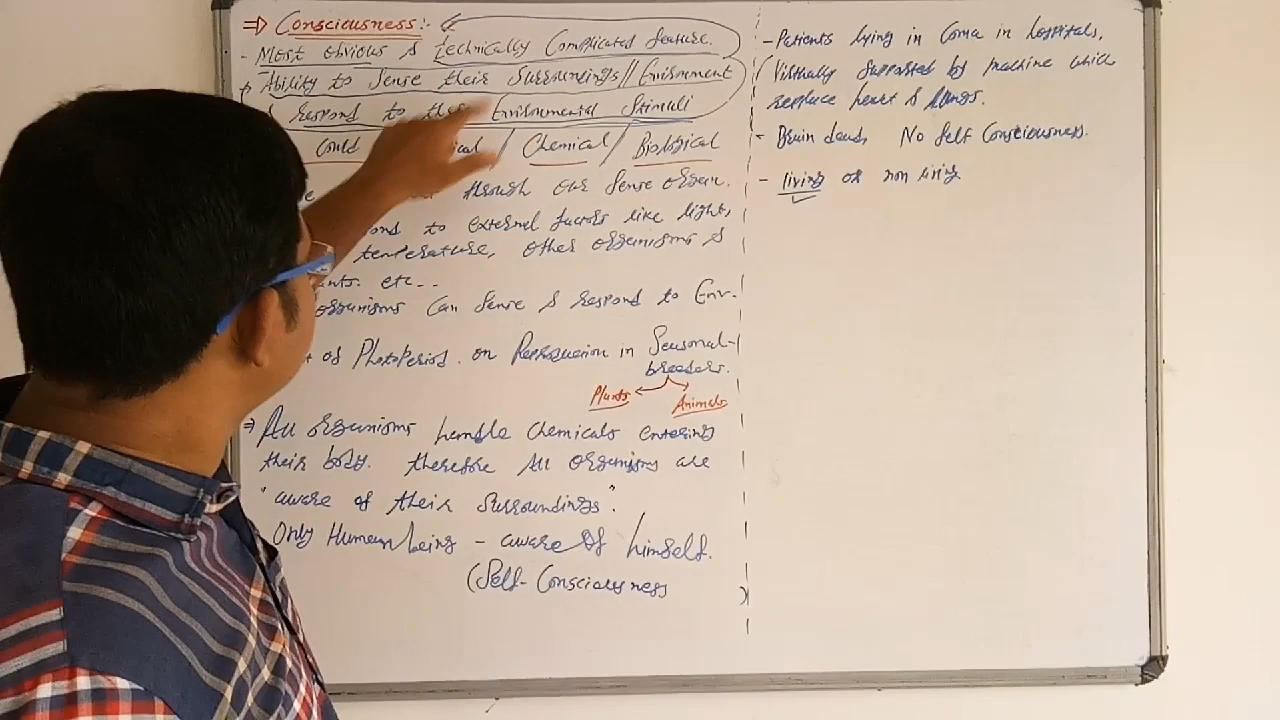 ⇒ Consciousness:-
- Most obvious & technically Complicated feature.
* Ability to Sense their Surroundings // Environment
& respond to these Environmental Stimuli
Could / Chemical / Biological
through our Sense organ.
to external factors like light,
temperature, other organisms &
etc..
organisms Can Sense & respond to Env.
of Photoperiod. on Reproduction in Seasonal-
breeders.
Plants Animals
⇒ All organisms handle Chemicals entering
their body. therefore All organisms are
"aware of their Surroundings".
Only Human being - aware of himself.
(Self-Consciousness )
- Patients lying in Coma in hospitals,
supported by machine which
replace heart & lungs.
- Brain dead, No Self Consciousness.
- living or non living